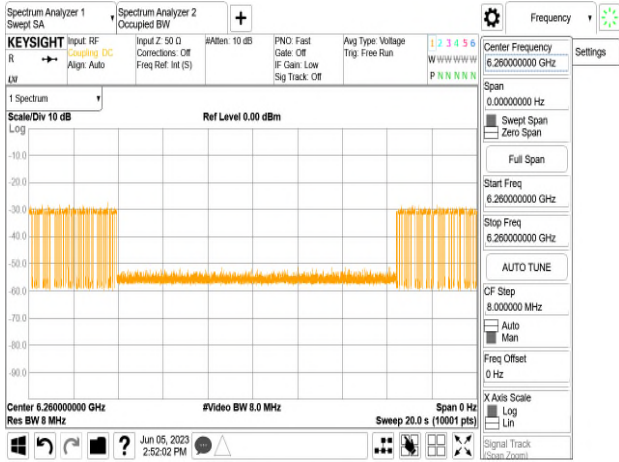 Spectrum Analyzer 1
Swept SA
Spectrum Analyzer 2
Occupied BW
+
Frequency
KEYSIGHT
Input: RF
Coupling: DC
Align: Auto
R
Input Z: 50 Ω
Corrections: Off
Freq Ref: Int (S)
#Atten: 10 dB
PNO: Fast
Gate: Off
IF Gain: Low
Sig Track: Off
Avg Type: Voltage
Trig: Free Run
1 2 3 4 5 6
W W W W W W
P N N N N N
1 Spectrum
Scale/Div 10 dB
Ref Level 0.00 dBm
Log
-10.0
-20.0
-30.0
-40.0
-50.0
-60.0
-70.0
-80.0
-90.0
Center 6.260000000 GHz
#Video BW 8.0 MHz
Span 0 Hz
Res BW 8 MHz
Sweep 20.0 s (10001 pts)
?
Jun 05, 2023
2:52:02 PM
Center Frequency
6.260000000 GHz
Settings
Span
0.00000000 Hz
Swept Span
Zero Span
Full Span
Start Freq
6.260000000 GHz
Stop Freq
6.260000000 GHz
AUTO TUNE
CF Step
8.000000 MHz
Auto
Man
Freq Offset
0 Hz
X Axis Scale
Log
Lin
Signal Track
(Span Zoom)